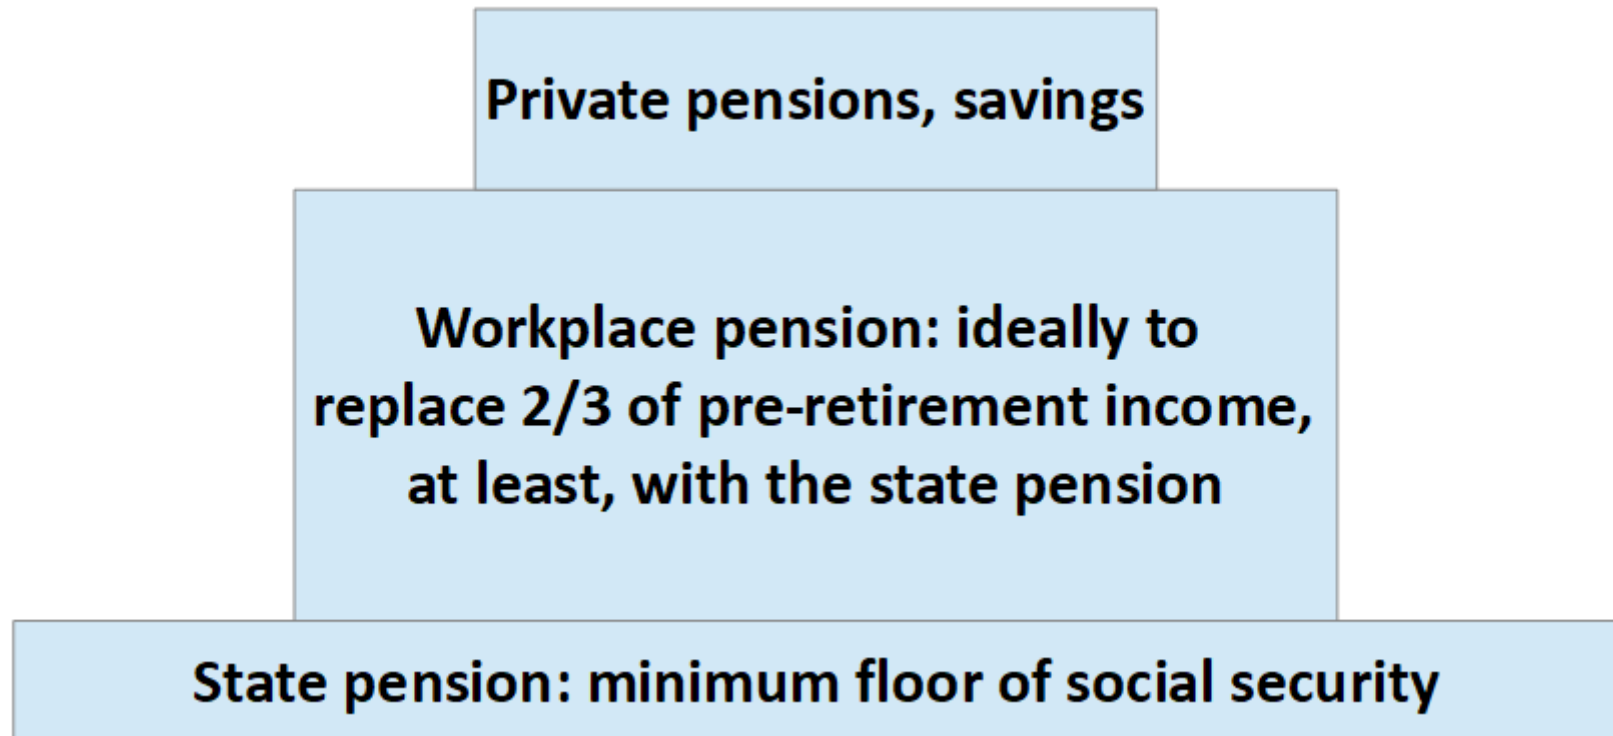 Private pensions, savings
Workplace pension: ideally to
replace 2/3 of pre-retirement income,
at least, with the state pension
State pension: minimum floor of social security